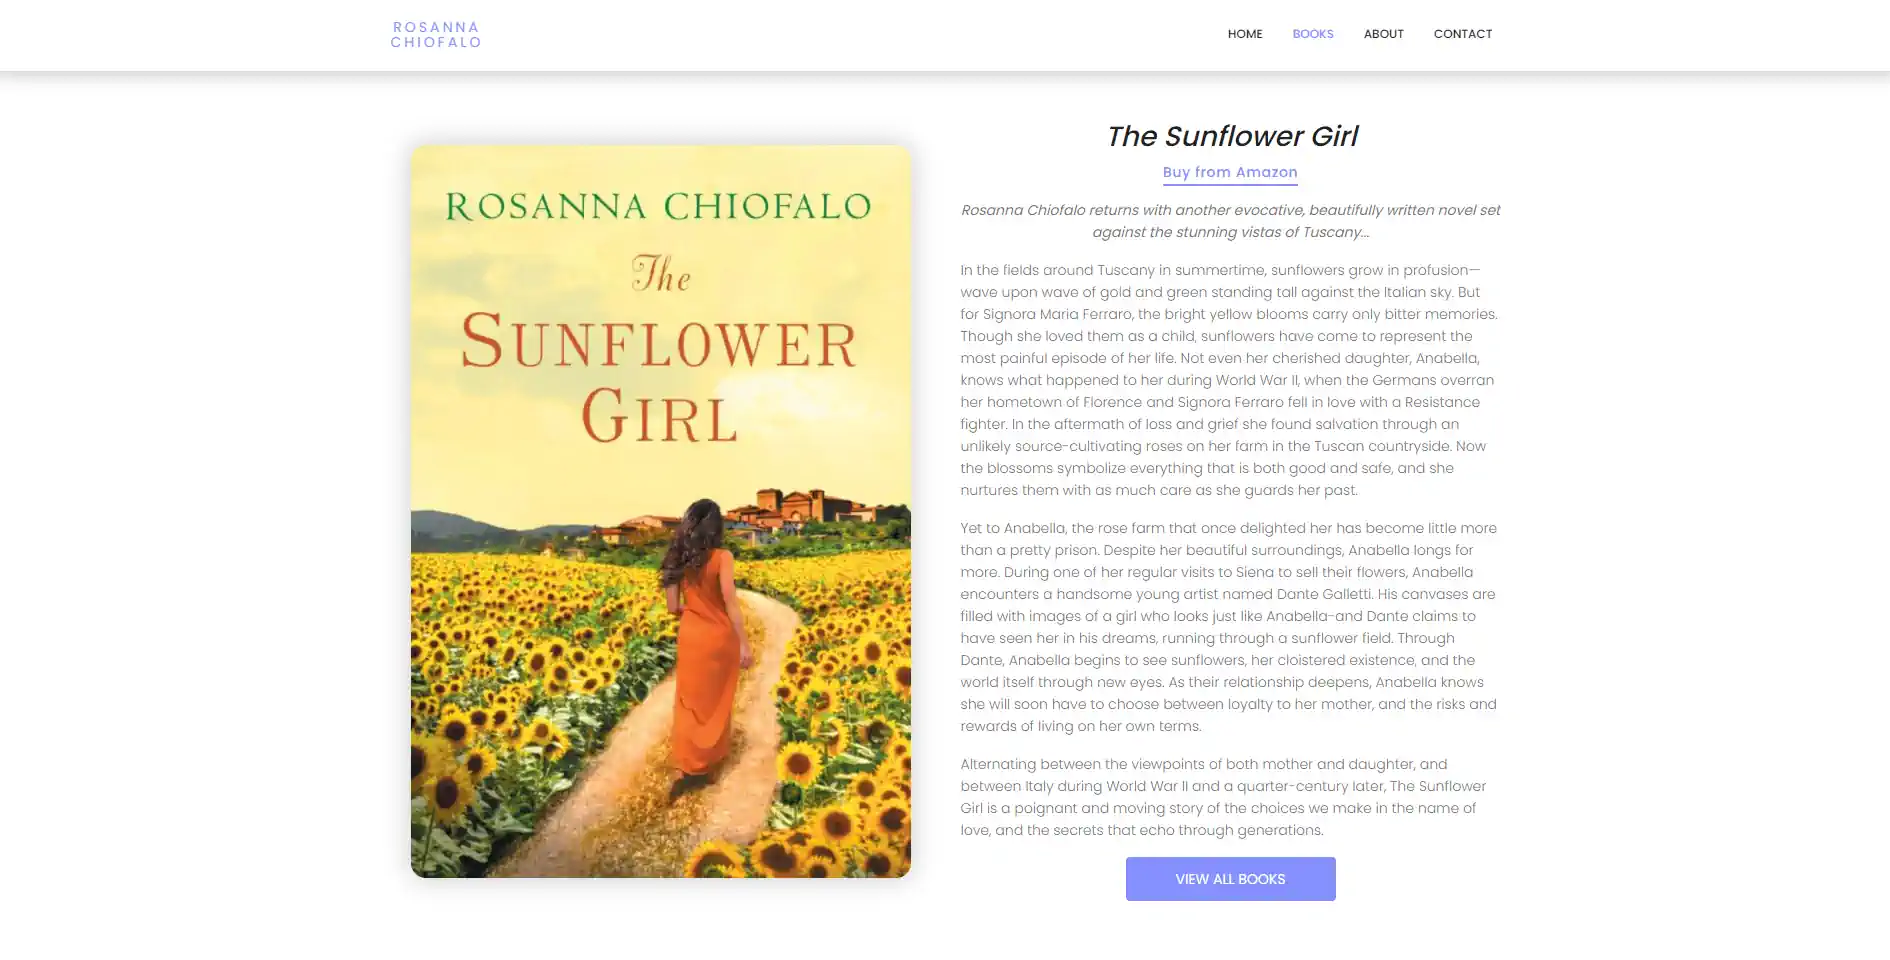 ROSANNA
CHIOFALO
HOME
BOOKS
ABOUT
CONTACT
ROSANNA CHIOFALO
The
SUNFLOWER
GIRL
The Sunflower Girl
Buy from Amazon
Rosanna Chiofalo returns with another evocative, beautifully written novel set
against the stunning vistas of Tuscany...
In the fields around Tuscany in summertime, sunflowers grow in profusion—
wave upon wave of gold and green standing tall against the Italian sky. But
for Signora Maria Ferraro, the bright yellow blooms carry only bitter memories.
Though she loved them as a child, sunflowers have come to represent the
most painful episode of her life. Not even her cherished daughter, Anabella,
knows what happened to her during World War II, when the Germans overran
her hometown of Florence and Signora Ferraro fell in love with a Resistance
fighter. In the aftermath of loss and grief she found salvation through an
unlikely source-cultivating roses on her farm in the Tuscan countryside. Now
the blossoms symbolize everything that is both good and safe, and she
nurtures them with as much care as she guards her past.
Yet to Anabella, the rose farm that once delighted her has become little more
than a pretty prison. Despite her beautiful surroundings, Anabella longs for
more. During one of her regular visits to Siena to sell their flowers, Anabella
encounters a handsome young artist named Dante Galletti. His canvases are
filled with images of a girl who looks just like Anabella-and Dante claims to
have seen her in his dreams, running through a sunflower field. Through
Dante, Anabella begins to see sunflowers, her cloistered existence, and the
world itself through new eyes. As their relationship deepens, Anabella knows
she will soon have to choose between loyalty to her mother, and the risks and
rewards of living on her own terms.
Alternating between the viewpoints of both mother and daughter, and
between Italy during World War II and a quarter-century later, The Sunflower
Girl is a poignant and moving story of the choices we make in the name of
love, and the secrets that echo through generations.
VIEW ALL BOOKS